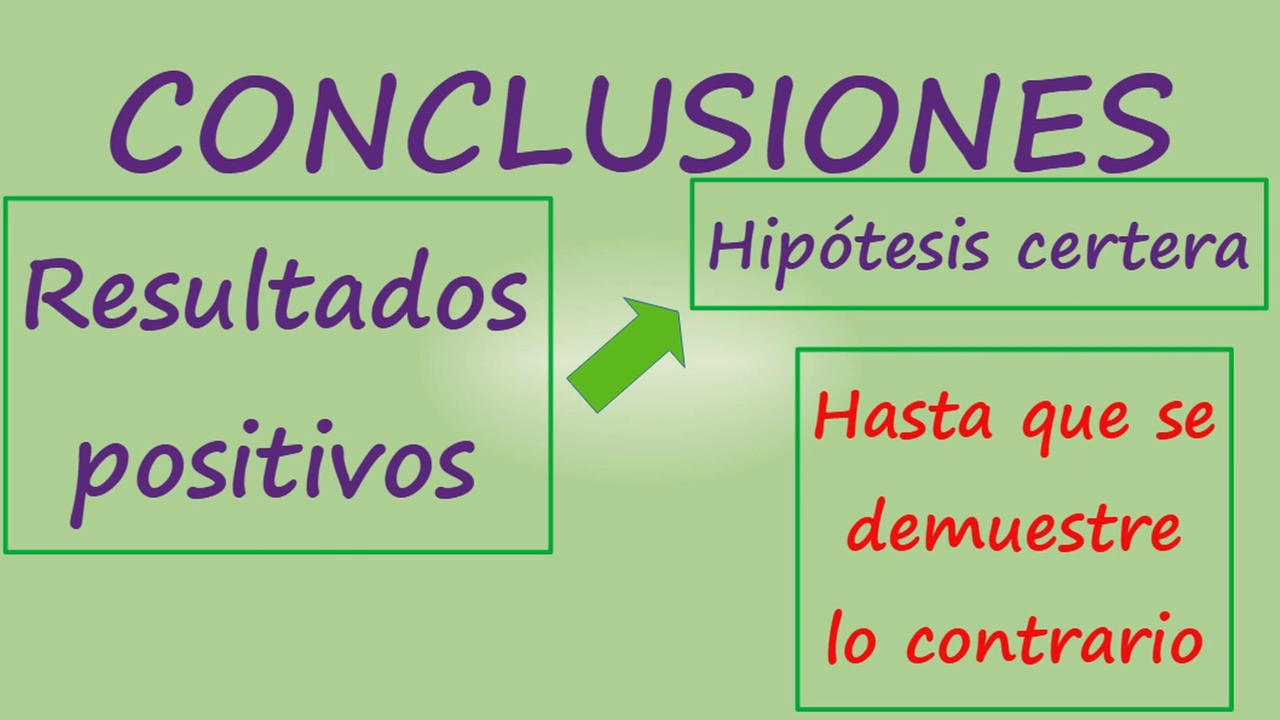 CONCLUSIONES
Resultados
positivos
Hipótesis certera
Hasta que se
demuestre
lo contrario